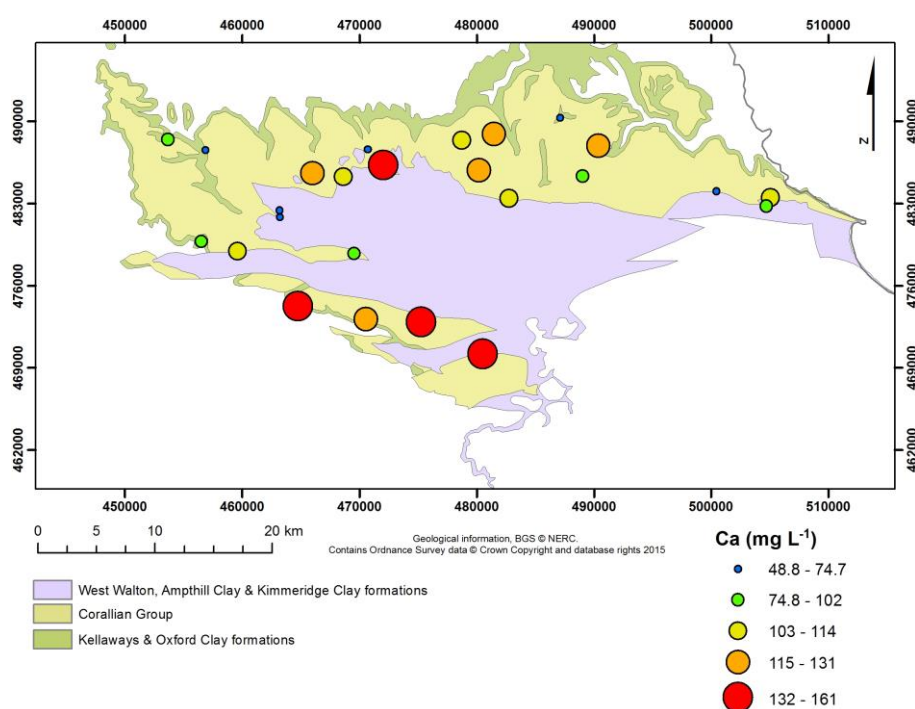 450000 460000 470000 480000 490000 500000 510000
490000 490000
483000 483000
476000 476000
469000 469000
462000 462000
N
450000 460000 470000 480000 490000 500000 510000
0 5 10 20 km
Geological information, BGS © NERC.
Contains Ordnance Survey data © Crown Copyright and database rights 2015
West Walton, Ampthill Clay & Kimmeridge Clay formations
Corallian Group
Kellaways & Oxford Clay formations
Ca (mg L⁻¹)
48.8 - 74.7
74.8 - 102
103 - 114
115 - 131
132 - 161